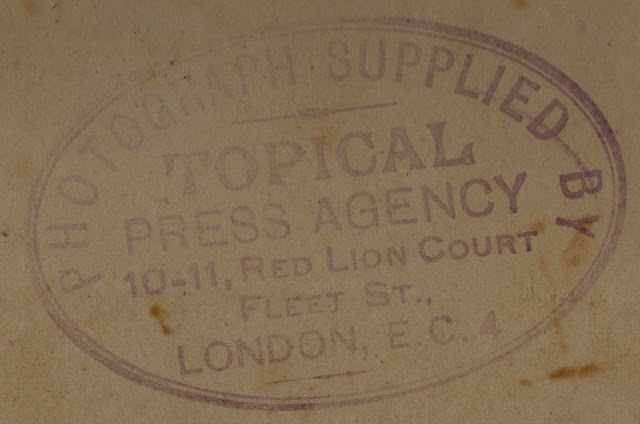 PHOTOGRAPH SUPPLIED BY
TOPICAL
PRESS AGENCY
10-11, RED LION COURT
FLEET ST.,
LONDON, E.C. 4